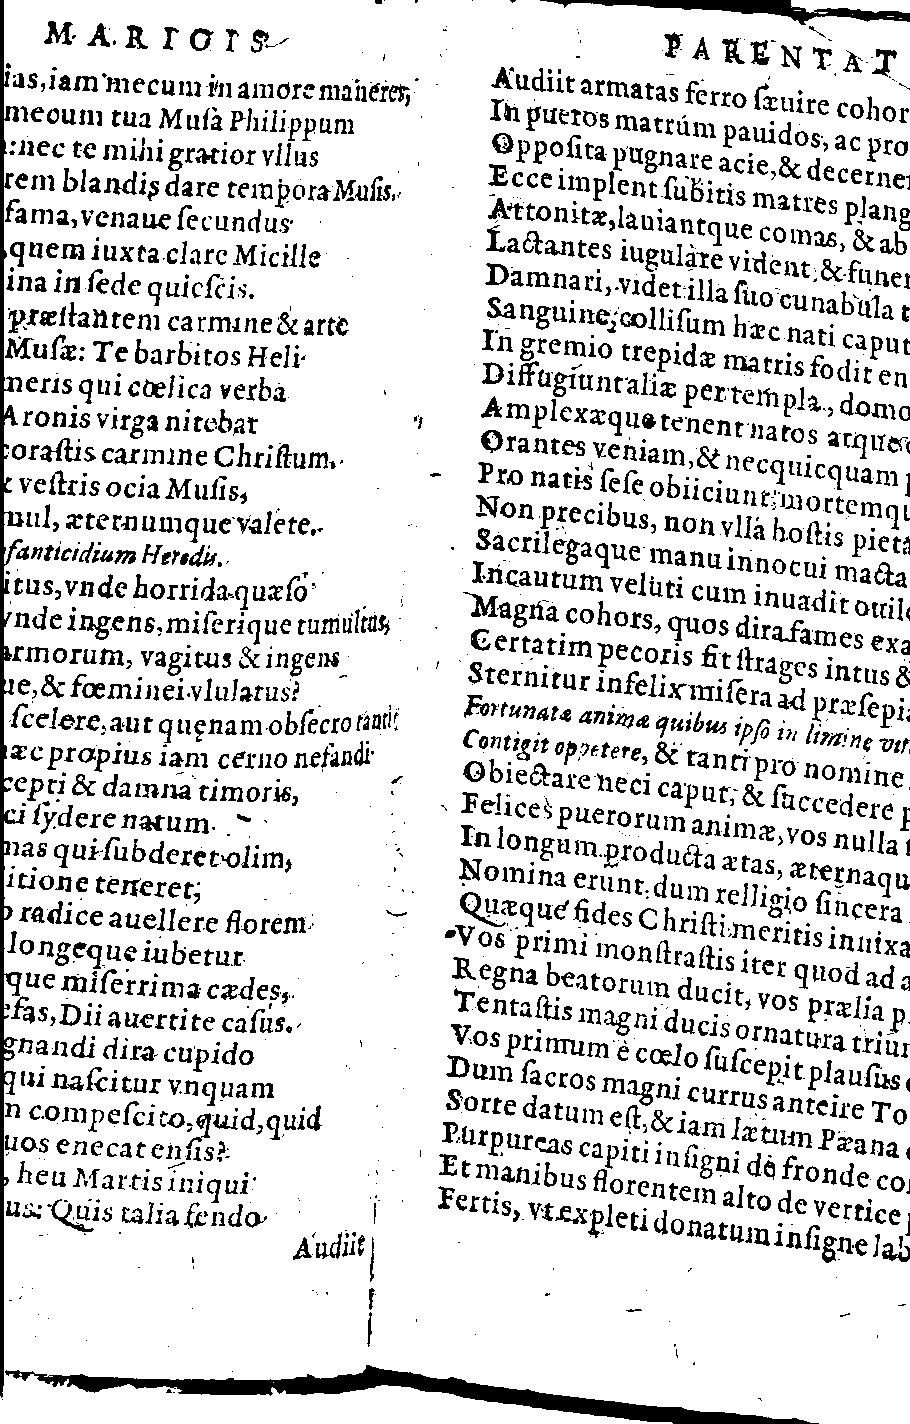 MARIGIS
ias, iam mecum in amore maneres,
mecum tua Musa Philippum
:nec te mihi gratior vllus
rem blandis dare tempora Musis.
fama, venaue secundus
quem iuxta clare Micille
ina in sede quiescis.
præstantem carmine & arte
Musæ: Te barbitos Heli-
neris qui cœlica verba
Aronis virga nitebat
corastis carmine Christum.
& vestris ocia Musis,
mul, æternumque valete.
fanticidium Herodis.
itus, vnde horrida quæso
vnde ingens, miserique tumultus,
armorum, vagitus & ingens
ue, & fœminei vlulatus?
scelere, aut quęnam obsecro tanti
hæc propius iam cerno nefandi
cepti & damna timoris,
ci sydere natum
nas qui subderet olim,
itione teneret;
radice auellere florem
longeque iubetur
que miserrima cædes,
efas, Dii auertite casus.
gnandi dira cupido
qui nascitur vnquam
n compescito, quid, quid
uos enecat ensis?
, heu Martis iniqui
us: Quis talia fendo
Audiit
PARENTAT
Audiit armatas ferro sæuire cohor
In pueros matrúm pauidos, ac pro
Opposita pugnare acie, & decerne
Ecce implent subitis matres plang
Attonitæ, laniantque comas, & ab
Lactantes iugulare vident, & funer
Damnari, videt illa suo cunabula t
Sanguine, collisum hæc nati caput
In gremio trepidæ matris fodit en
Diffugiunt aliæ per templa, domo
Amplexæque tenent natos atque
Orantes veniam, & necquicquam p
Pro natis sese obiiciunt, mortemqu
Non precibus, non vlla hostis pieta
Sacrilegaque manu innocui macta
Incautum veluti cum inuadit ouile
Magna cohors, quos dira fames exa
Certatim pecoris fit strages intus &
Sternitur infelix misera ad præsepia
Fortunatæ animæ quibus ipso in limine vit
Contigit oppetere, & tanti pro nomine
Obiectare neci caput, & succedere p
Felices puerorum animæ, vos nulla t
In longum producta ætas, æternaqu
Nomina erunt, dum relligio sincera
Quæque fides Christi meritis innixa
Vos primi monstrastis iter quod ad a
Regna beatorum ducit, vos prælia p
Tentastis magni ducis ornatura trium
Vos primum è cœlo suscepit plausus
Dum sacros magni currus anteire To
Sorte datum est, & iam lætum Pæana
Purpureas capiti insigni de fronde co
Et manibus florentem alto de vertice p
Fertis, vt expleti donatum insigne lab